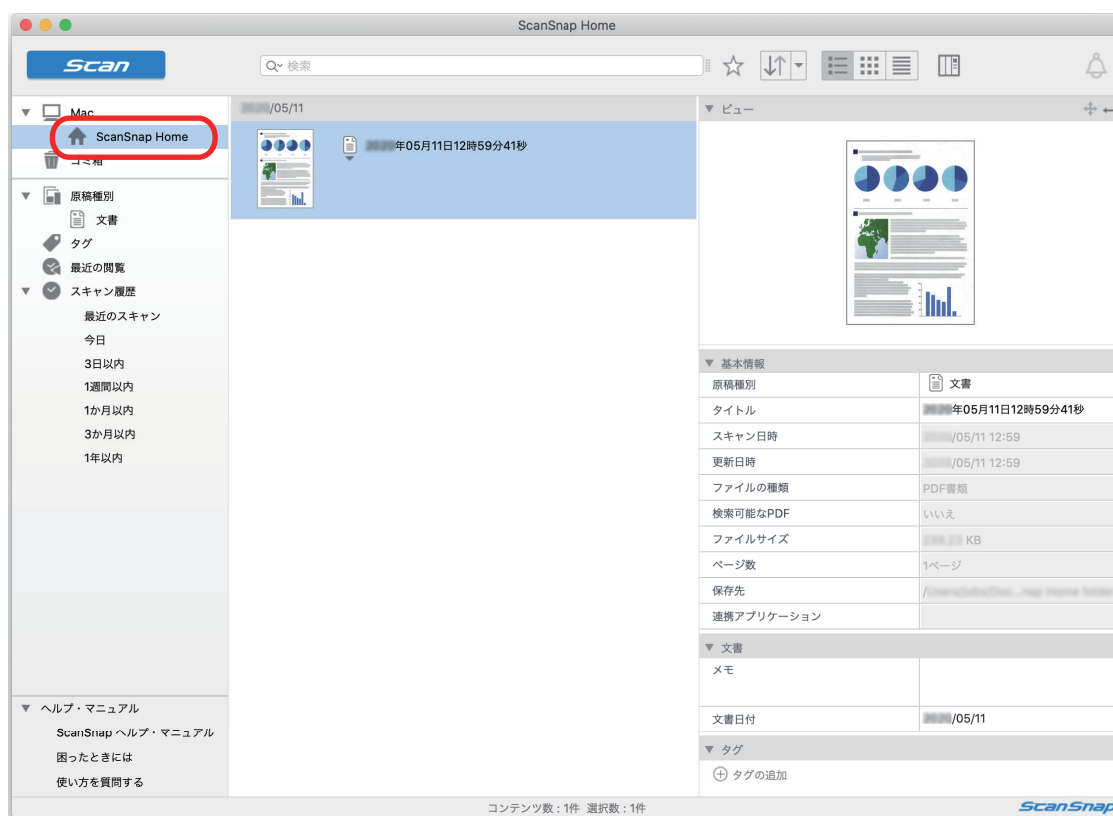 ScanSnap Home
Scan
検索
Mac
ScanSnap Home
ゴミ箱
原稿種別
文書
タグ
最近の閲覧
スキャン履歴
最近のスキャン
今日
3日以内
1週間以内
1か月以内
3か月以内
1年以内
ヘルプ・マニュアル
ScanSnap ヘルプ・マニュアル
困ったときには
使い方を質問する
/05/11
年05月11日12時59分41秒
ビュー
基本情報
原稿種別 文書
タイトル 年05月11日12時59分41秒
スキャン日時 /05/11 12:59
更新日時 /05/11 12:59
ファイルの種類 PDF書類
検索可能なPDF いいえ
ファイルサイズ KB
ページ数 1ページ
保存先
連携アプリケーション
文書
メモ
文書日付 /05/11
タグ
タグの追加
コンテンツ数 : 1件 選択数 : 1件
ScanSnap